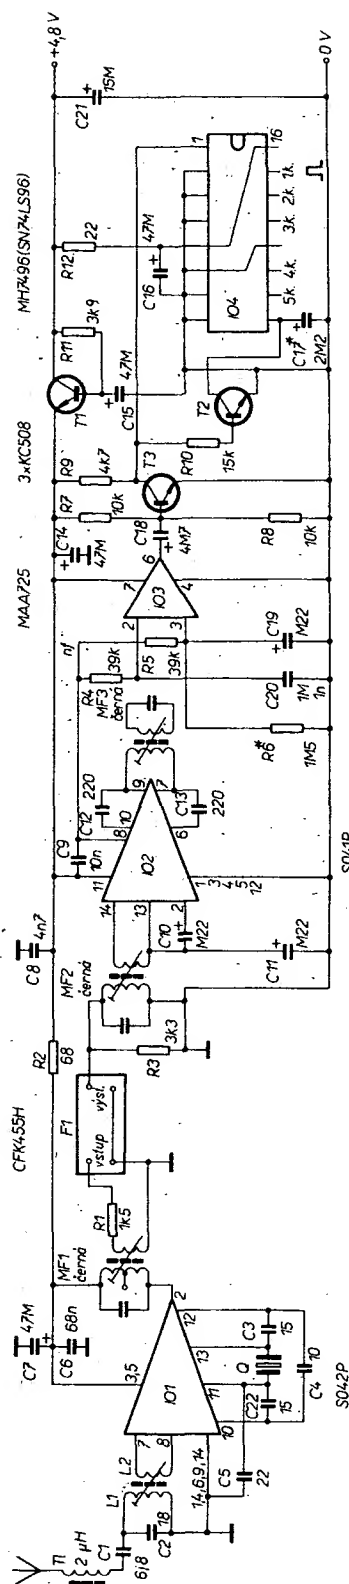 Tl
2 μH
C1
6j8
C2
18
L1
L2
7
8
1,4,6,9,14
C5
22
IO1
3,5
2
12
13
11
10
C22
15
Q
C3
15
C4
10
S042P
C7
47M
+
C6
68n
MF1
černá
R1
1k5
F1
vstup
výst.
CFK455H
R2
68
C8
4n7
MF2
černá
R3
3k3
14
13
2
C10
+
M22
C11
+
M22
IO2
11
8
10
9
7
6
1
3
4
5
12
C9
10n
C12
220
C13
220
S041P
R4
MF3
černá
nf
39k
R5
39k
R6*
1M5
C20
1M
1n
C19
+
M22
MAA725
IO3
2
3
7
4
6
C14
+
47M
C18
+
4M7
R7
10k
R8
10k
R9
4k7
T3
3xKC508
R10
15k
T1
R11
3k9
C15
+
47M
T2
MH7496(SN74LS96)
R12
22
C16
+
47M
C17*
+
2M2
IO4
1
16
5k.
4k.
3k.
2k.
1k.
C21
+
15M
+4,8 V
0 V